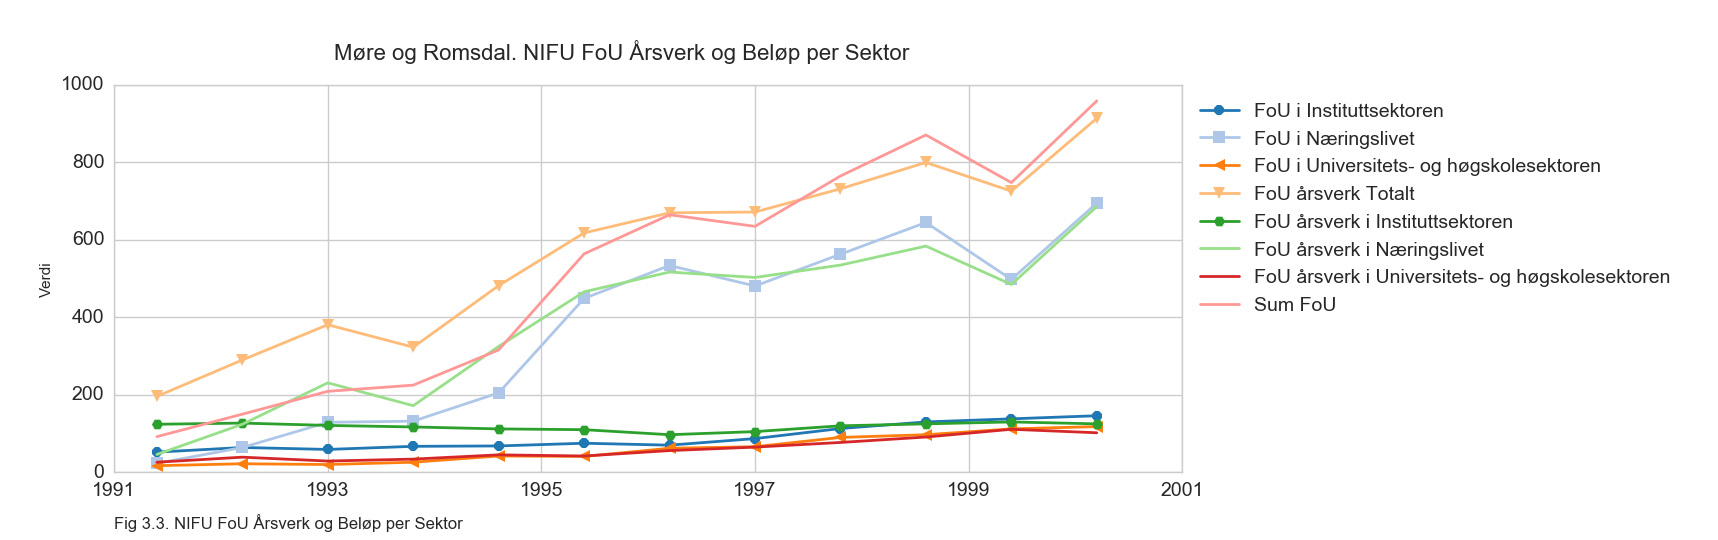 Møre og Romsdal. NIFU FoU Årsverk og Beløp per Sektor
1000
800
600
400
200
0
Verdi
1991
1993
1995
1997
1999
2001
FoU i Instituttsektoren
FoU i Næringslivet
FoU i Universitets- og høgskolesektoren
FoU årsverk Totalt
FoU årsverk i Instituttsektoren
FoU årsverk i Næringslivet
FoU årsverk i Universitets- og høgskolesektoren
Sum FoU
Fig 3.3. NIFU FoU Årsverk og Beløp per Sektor